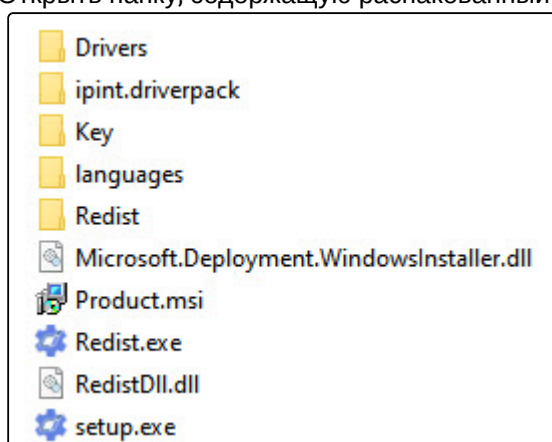 Открыть папку, содержащую распакованный
Drivers
ipint.driverpack
Key
languages
Redist
Microsoft.Deployment.WindowsInstaller.dll
Product.msi
Redist.exe
RedistDll.dll
setup.exe